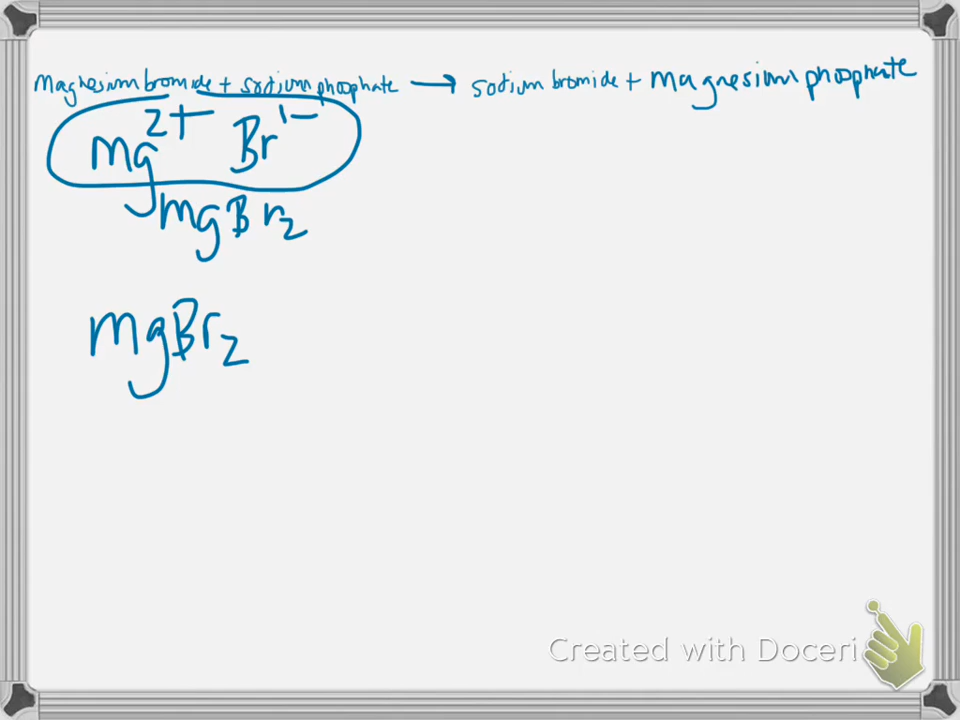 Magnesium bromide + sodium phosphate → sodium bromide + magnesium phosphate
Mg²⁺ Br¹⁻
MgBr₂
MgBr₂
Created with Doceri